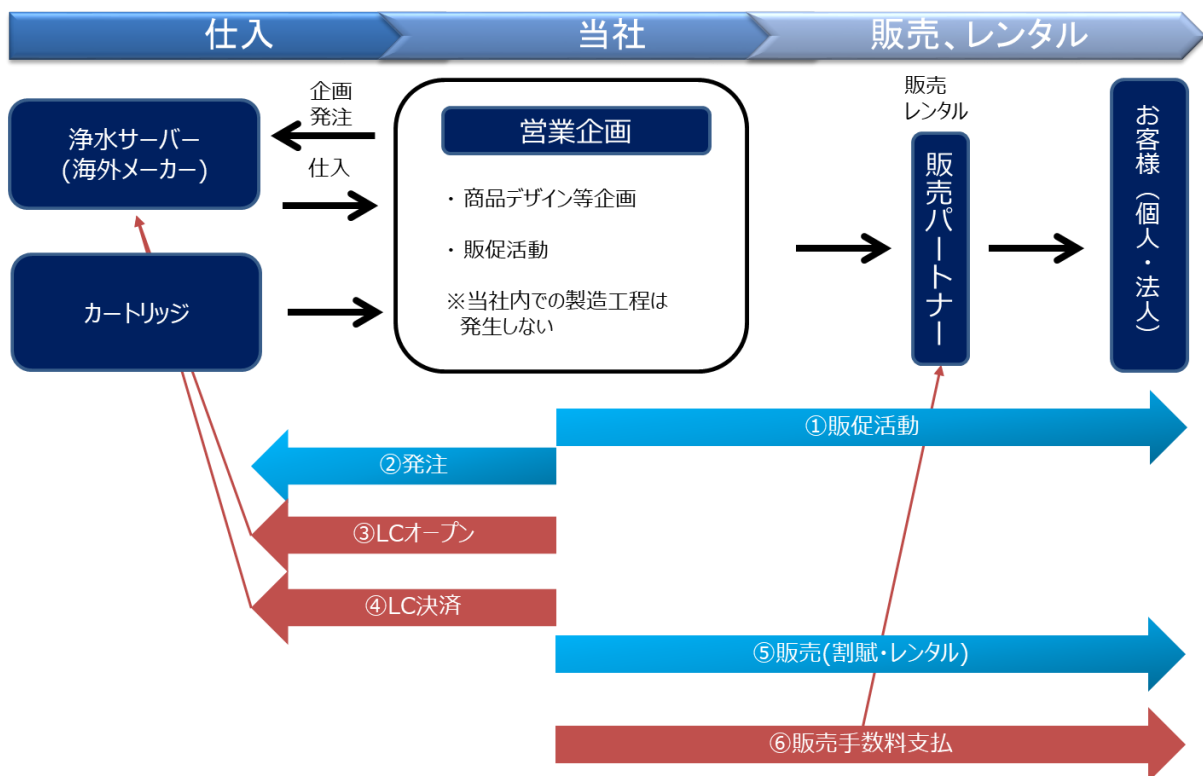 仕入
当社
販売、レンタル
浄水サーバー
(海外メーカー)
カートリッジ
企画
発注
仕入
営業企画
・ 商品デザイン等企画
・ 販促活動
※当社内での製造工程は
発生しない
販売
レンタル
販売パートナー
お客様（個人・法人）
①販促活動
②発注
③LCオープン
④LC決済
⑤販売(割賦・レンタル)
⑥販売手数料支払